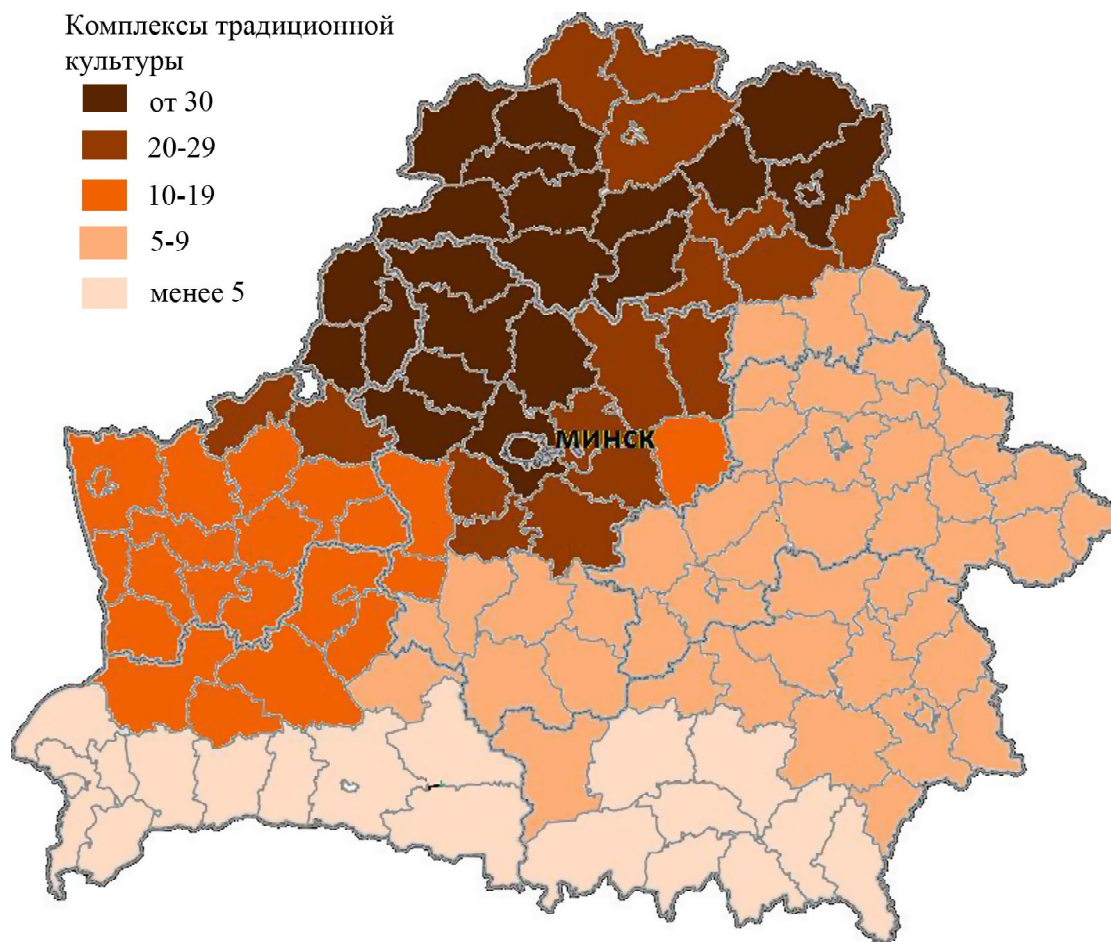 Комплексы традиционной
культуры
от 30
20-29
10-19
5-9
менее 5
МИНСК